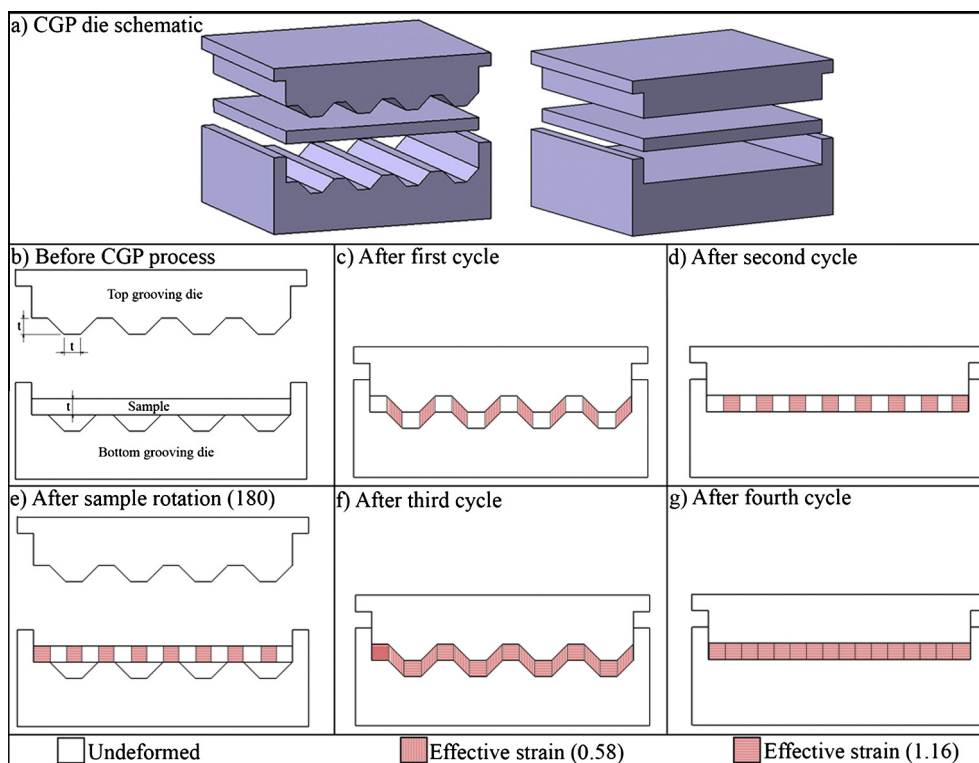 a) CGP die schematic
b) Before CGP process
Top grooving die
t
t
t
Sample
Bottom grooving die
c) After first cycle
d) After second cycle
e) After sample rotation (180)
f) After third cycle
g) After fourth cycle
Undeformed
Effective strain (0.58)
Effective strain (1.16)